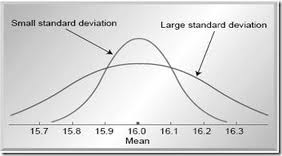 Small standard deviation
Large standard deviation
15.7 15.8 15.9 16.0 16.1 16.2 16.3
Mean